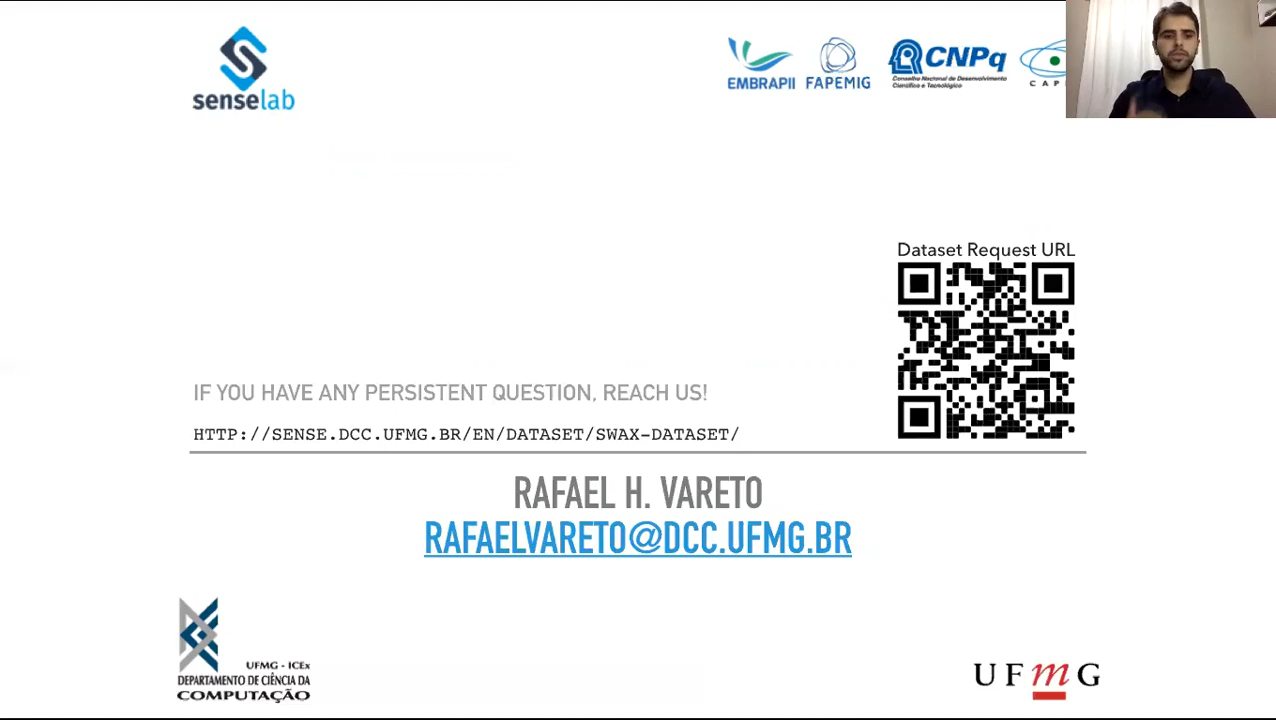 senselab
EMBRAPII
FAPEMIG
CNPq
Conselho Nacional de Desenvolvimento
Científico e Tecnológico
Dataset Request URL
IF YOU HAVE ANY PERSISTENT QUESTION, REACH US!
HTTP://SENSE.DCC.UFMG.BR/EN/DATASET/SWAX-DATASET/
RAFAEL H. VARETO
RAFAELVARETO@DCC.UFMG.BR
UFMG - ICEx
DEPARTAMENTO DE CIÊNCIA DA
COMPUTAÇÃO
UFmG